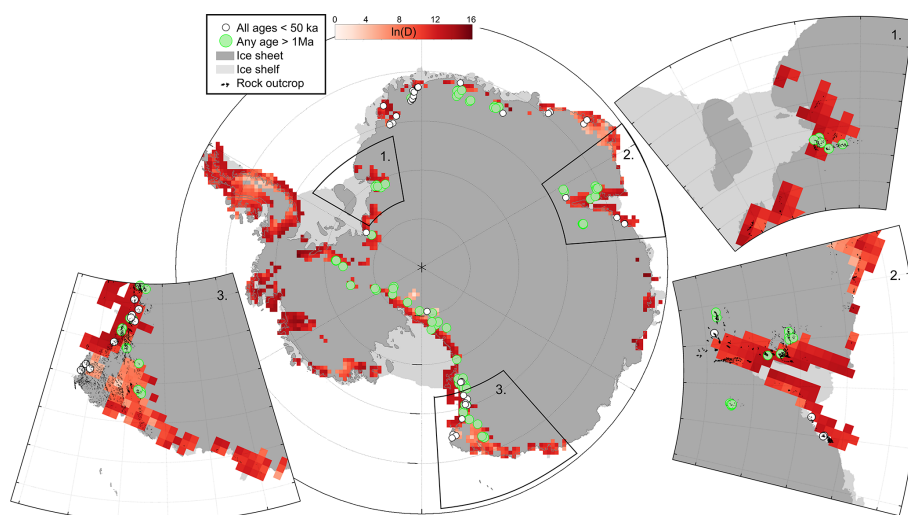 All ages < 50 ka
Any age > 1Ma
Ice sheet
Ice shelf
Rock outcrop
0 4 8 12 16
ln(D)
1.
2.
3.
1.
2.
3.